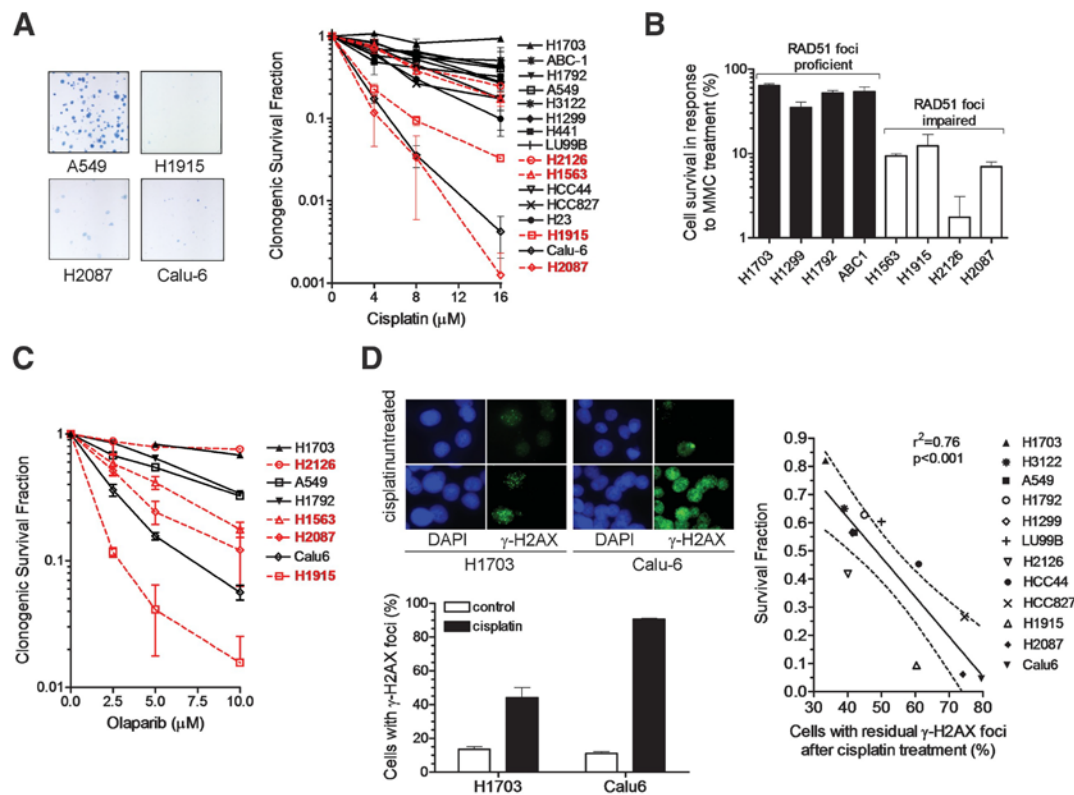 A
A549
H1915
H2087
Calu-6
Clonogenic Survival Fraction
1
0.1
0.01
0.001
0
4
8
12
16
Cisplatin (μM)
H1703
ABC-1
H1792
A549
H3122
H1299
H441
LU99B
H2126
H1563
HCC44
HCC827
H23
H1915
Calu-6
H2087
B
RAD51 foci
proficient
RAD51 foci
impaired
Cell survival in response
to MMC treatment (%)
100
10
1
H1703
H1299
H1792
ABC1
H1563
H1915
H2126
H2087
C
Clonogenic Survival Fraction
1
0.1
0.01
0.0
2.5
5.0
7.5
10.0
Olaparib (μM)
H1703
H2126
A549
H1792
H1563
H2087
Calu6
H1915
D
cisplatinuntreated
DAPI
γ-H2AX
DAPI
γ-H2AX
H1703
Calu-6
Cells with γ-H2AX foci (%)
100
80
60
40
20
0
control
cisplatin
H1703
Calu6
r²=0.76
p<0.001
Survival Fraction
0.9
0.8
0.7
0.6
0.5
0.4
0.3
0.2
0.1
0.0
30
40
50
60
70
80
Cells with residual γ-H2AX foci
after cisplatin treatment (%)
H1703
H3122
A549
H1792
H1299
LU99B
H2126
HCC44
HCC827
H1915
H2087
Calu6